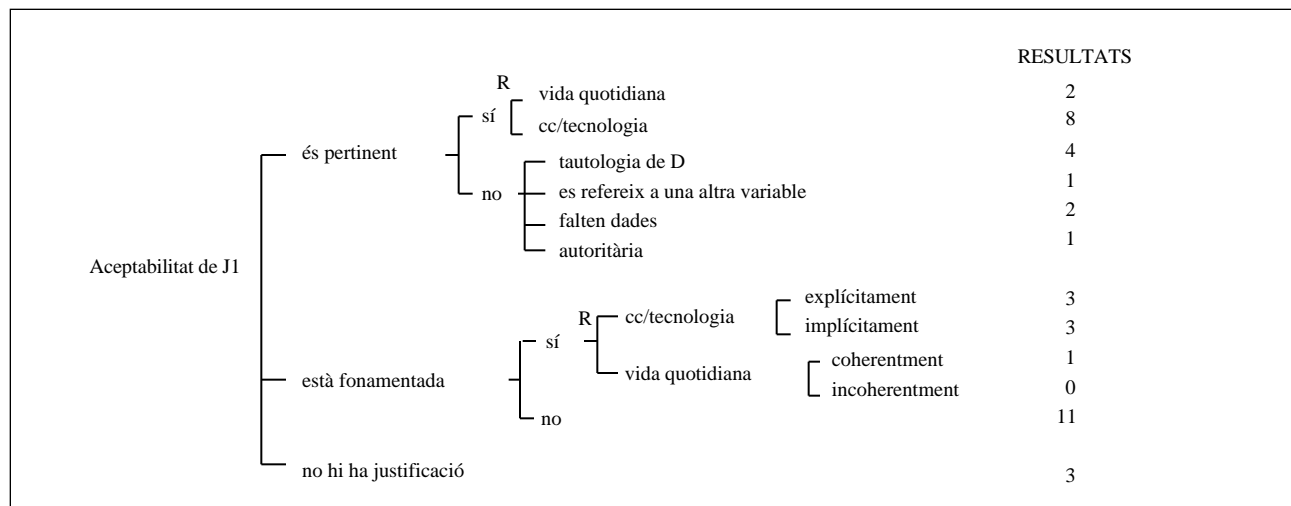 RESULTATS
R
vida quotidiana 2
sí
cc/tecnologia 8
és pertinent 4
tautologia de D
no es refereix a una altra variable 1
falten dades 2
autoritària 1
Aceptabilitat de J1
explícitament 3
R cc/tecnologia
implícitament 3
sí
coherentment 1
està fonamentada vida quotidiana
incoherentment 0
no 11
no hi ha justificació 3